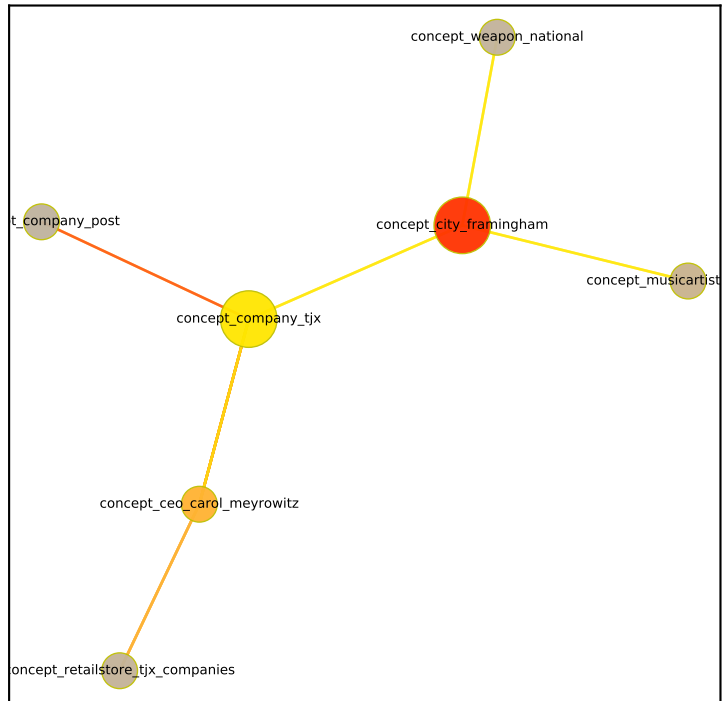 concept_weapon_national
t_company_post
concept_city_framingham
concept_musicartist
concept_company_tjx
concept_ceo_carol_meyrowitz
concept_retailstore_tjx_companies